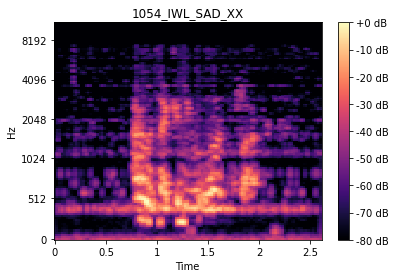 1054_IWL_SAD_XX
Hz
8192
4096
2048
1024
512
0
0 0.5 1 1.5 2 2.5
Time
+0 dB
-10 dB
-20 dB
-30 dB
-40 dB
-50 dB
-60 dB
-70 dB
-80 dB